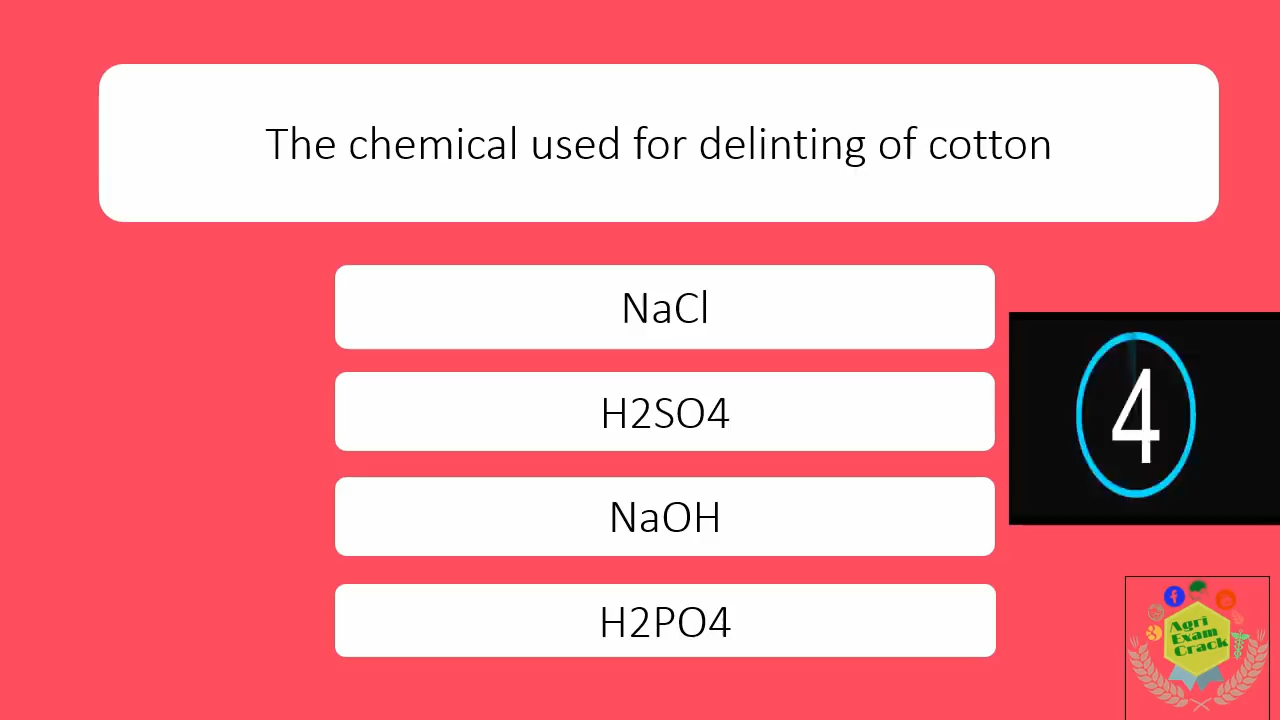 The chemical used for delinting of cotton
NaCl
H2SO4
4
NaOH
H2PO4
Agri
Exam
Crack